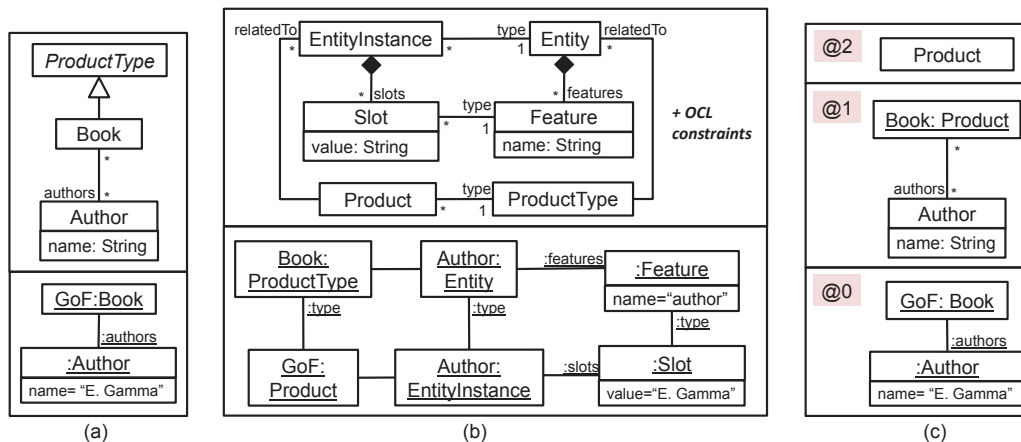 ProductType
Book
*
authors *
Author
name: String
GoF:Book
:authors
:Author
name= “E. Gamma”
(a)
relatedTo
*
EntityInstance
*
type
1
Entity
relatedTo
*
* slots
* features
Slot
value: String
*
type
1
Feature
name: String
+ OCL
constraints
Product
*
type
1
ProductType
Book:
ProductType
Author:
Entity
:features
:Feature
name=“author”
:type
:type
:type
GoF:
Product
Author:
EntityInstance
:slots
:Slot
value=“E. Gamma”
(b)
@2
Product
@1
Book: Product
*
authors *
Author
name: String
@0
GoF: Book
:authors
:Author
name= “E. Gamma”
(c)